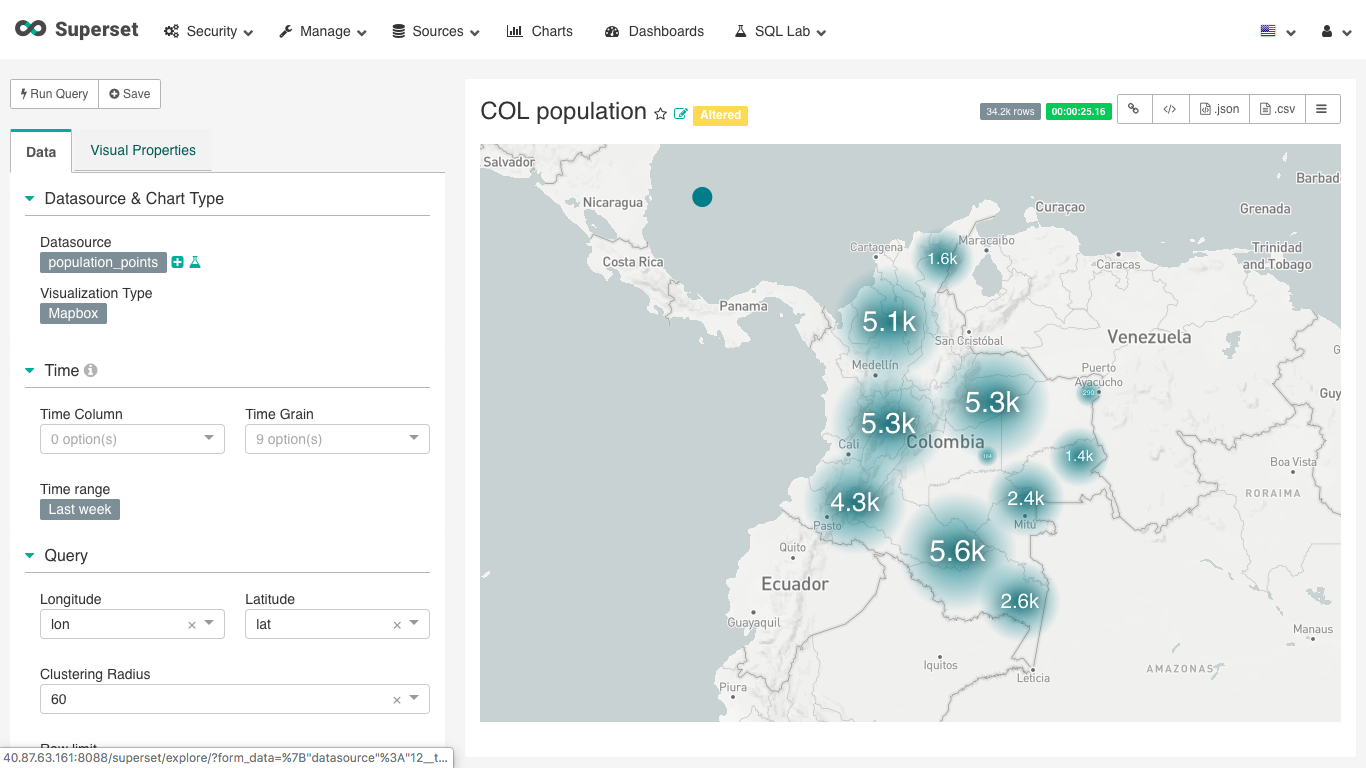 Superset
Security
Manage
Sources
Charts
Dashboards
SQL Lab
Run Query
Save
Data
Visual Properties
Datasource & Chart Type
Datasource
population_points
Visualization Type
Mapbox
Time
Time Column
Time Grain
0 option(s)
9 option(s)
Time range
Last week
Query
Longitude
Latitude
lon
×
lat
×
Clustering Radius
60
×
Row limit
40.87.63.161:8088/superset/explore/?form_data=%7B"datasource"%3A"12__t...
COL population
Altered
34.2k rows
00:00:25.16
</>
.json
.csv
Salvador
Nicaragua
Costa Rica
Panama
Barbad
Curaçao
Grenada
Cartagena
Maracaibo
Trinidad
and Tobago
Caracas
1.6k
5.1k
San Cristóbal
Venezuela
Medellín
Puerto
Ayacucho
G
Guy
5.3k
290
5.3k
Colombia
Cali
1.4k
Boa Vista
RORAIMA
4.3k
2.4k
Pasto
Mitú
Quito
5.6k
Ecuador
2.6k
Guayaquil
Manaus
Iquitos
Leticia
AMAZONAS
Piura